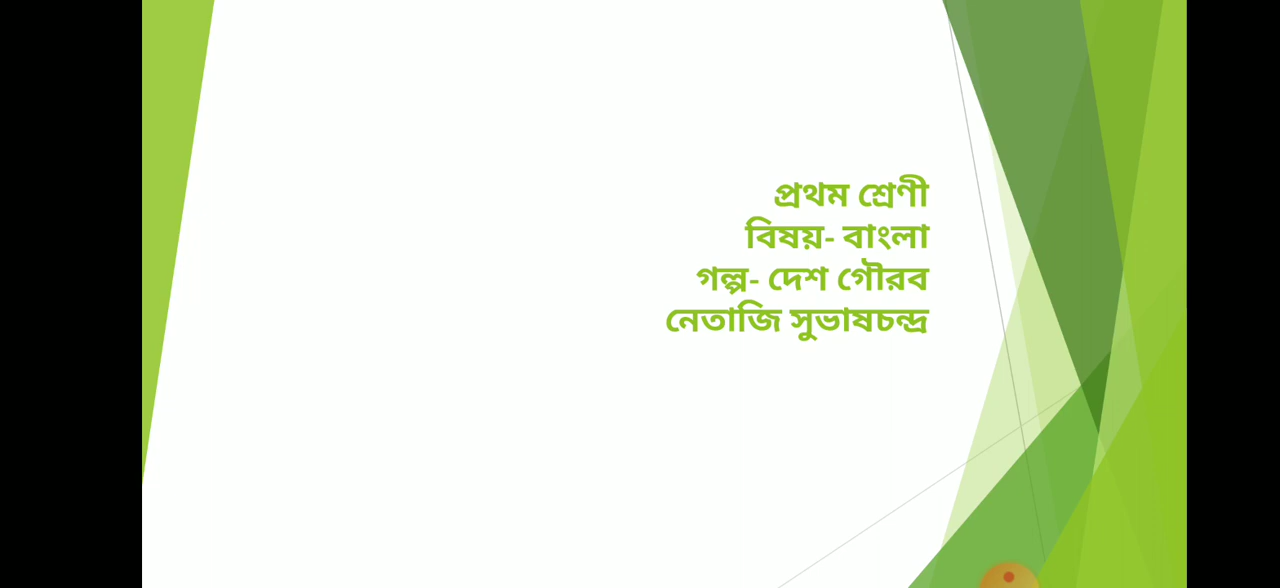 প্রথম শ্রেণী
বিষয়- বাংলা
গল্প- দেশ গৌরব
নেতাজি সুভাষচন্দ্র